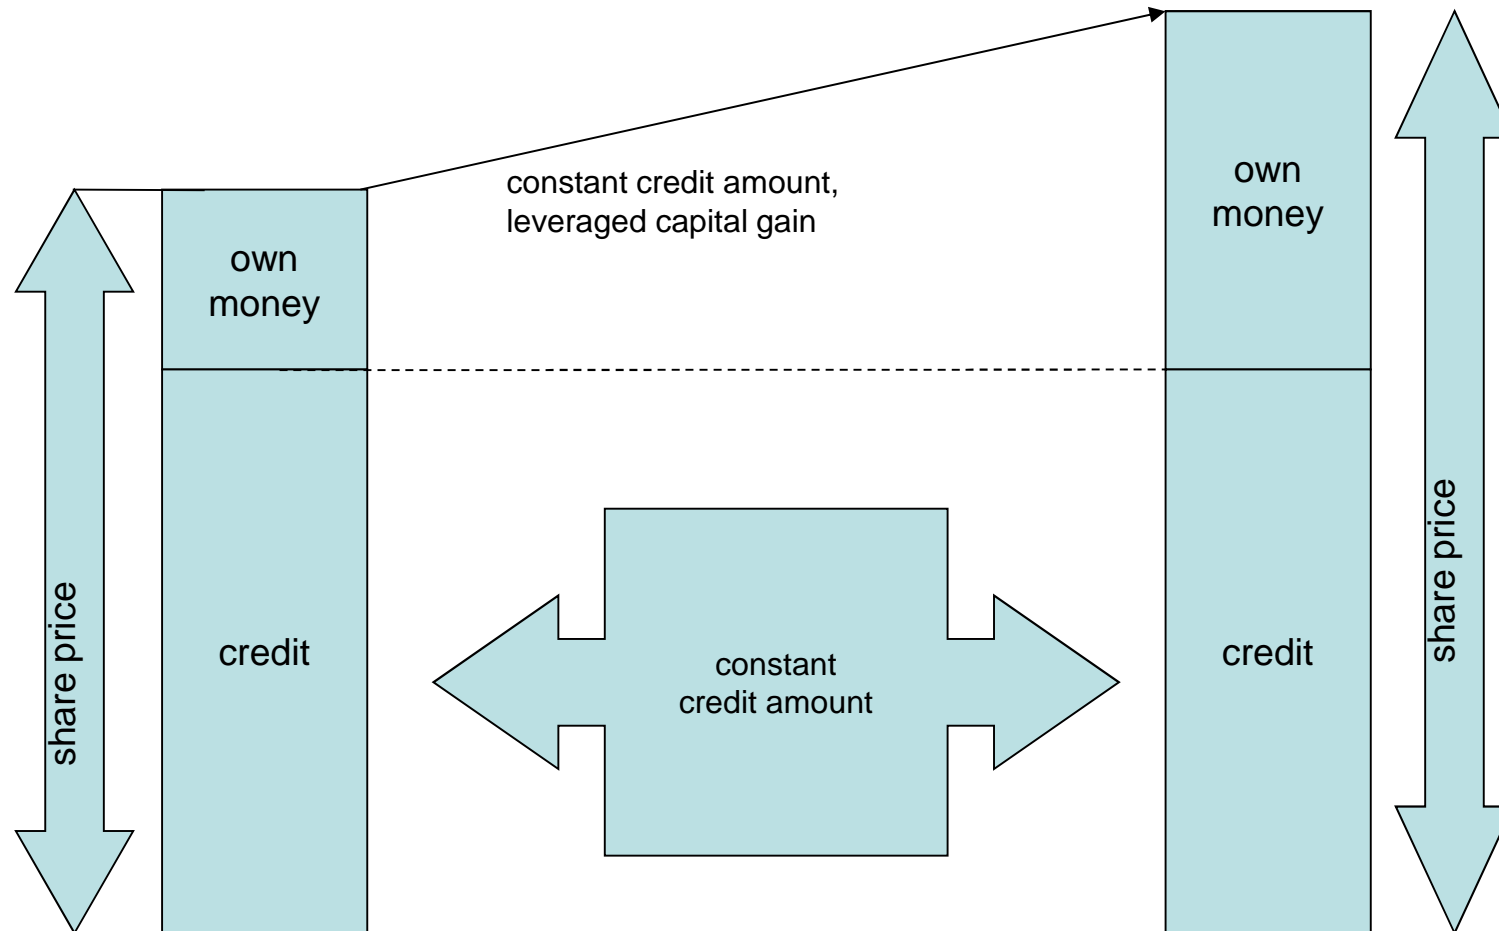 constant credit amount,
leveraged capital gain
own
money
own
money
share price
credit
constant
credit amount
credit
share price